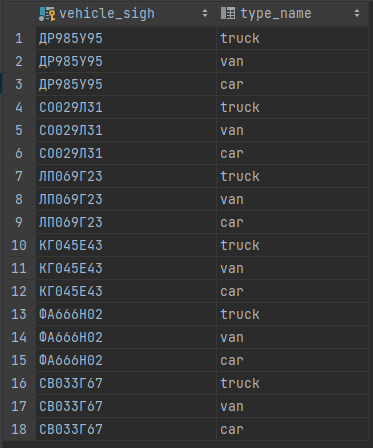 vehicle_sigh type_name
1 ДР985У95 truck
2 ДР985У95 van
3 ДР985У95 car
4 СО029Л31 truck
5 СО029Л31 van
6 СО029Л31 car
7 ЛП069Г23 truck
8 ЛП069Г23 van
9 ЛП069Г23 car
10 КГ045Е43 truck
11 КГ045Е43 van
12 КГ045Е43 car
13 ФА666Н02 truck
14 ФА666Н02 van
15 ФА666Н02 car
16 СВ033Г67 truck
17 СВ033Г67 van
18 СВ033Г67 car